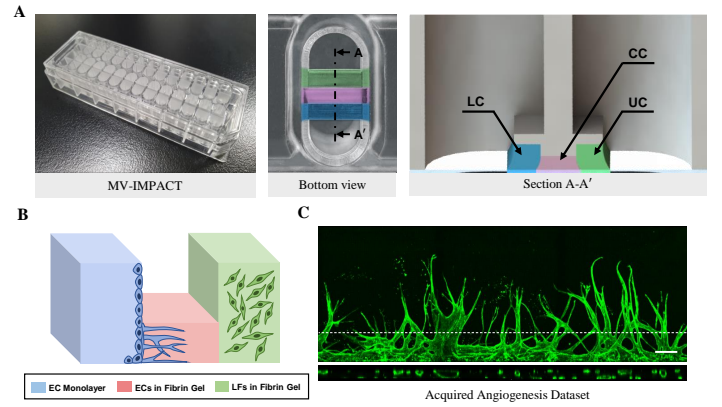 A
A
A′
CC
LC
UC
MV-IMPACT
Bottom view
Section A-A′
B
C
EC Monolayer
ECs in Fibrin Gel
LFs in Fibrin Gel
Acquired Angiogenesis Dataset